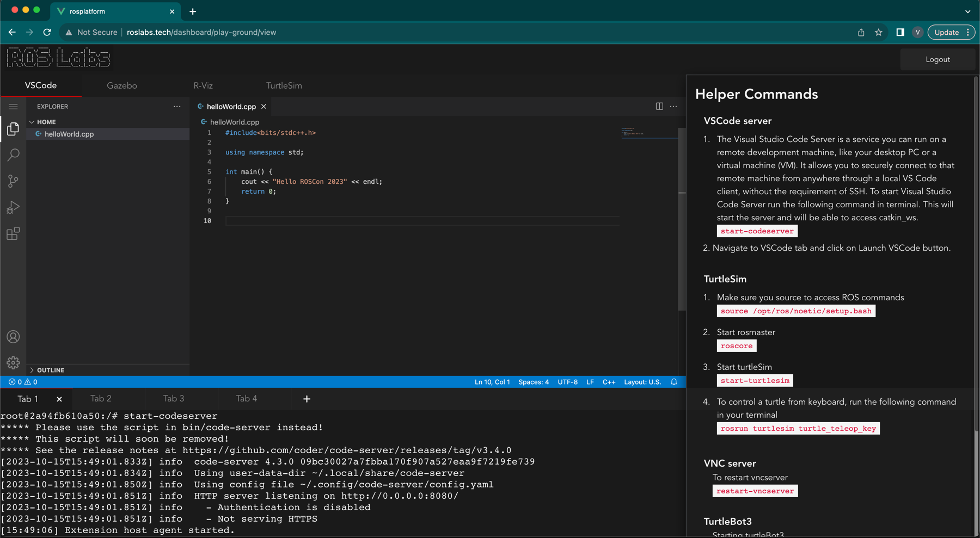 rosplatform
Not Secure | roslabs.tech/dashboard/play-ground/view
V
Update
ROS Labs
Logout
VSCode
Gazebo
R-Viz
TurtleSim
EXPLORER
HOME
helloWorld.cpp
OUTLINE
helloWorld.cpp
helloWorld.cpp
1 #include<bits/stdc++.h>
2
3 using namespace std;
4
5 int main() {
6 cout << "Hello ROSCon 2023" << endl;
7 return 0;
8 }
9
10
0 0
Ln 10, Col 1
Spaces: 4
UTF-8
LF
C++
Layout: U.S.
Tab 1
Tab 2
Tab 3
Tab 4
root@2a94fb610a50:/# start-codeserver
***** Please use the script in bin/code-server instead!
***** This script will soon be removed!
***** See the release notes at https://github.com/coder/code-server/releases/tag/v3.4.0
[2023-10-15T15:49:01.833Z] info code-server 4.3.0 09bc30027a7fbba170f907a527eaa9f7219fe739
[2023-10-15T15:49:01.834Z] info Using user-data-dir ~/.local/share/code-server
[2023-10-15T15:49:01.850Z] info Using config file ~/.config/code-server/config.yaml
[2023-10-15T15:49:01.851Z] info HTTP server listening on http://0.0.0.0:8080/
[2023-10-15T15:49:01.851Z] info - Authentication is disabled
[2023-10-15T15:49:01.851Z] info - Not serving HTTPS
[15:49:06] Extension host agent started.
Helper Commands
VSCode server
1. The Visual Studio Code Server is a service you can run on a
remote development machine, like your desktop PC or a
virtual machine (VM). It allows you to securely connect to that
remote machine from anywhere through a local VS Code
client, without the requirement of SSH. To start Visual Studio
Code Server run the following command in terminal. This will
start the server and will be able to access catkin_ws.
start-codeserver
2. Navigate to VSCode tab and click on Launch VSCode button.
TurtleSim
1. Make sure you source to access ROS commands
source /opt/ros/noetic/setup.bash
2. Start rosmaster
roscore
3. Start turtleSim
start-turtlesim
4. To control a turtle from keyboard, run the following command
in your terminal
rosrun turtlesim turtle_teleop_key
VNC server
To restart vncserver
restart-vncserver
TurtleBot3
Starting turtleBot3